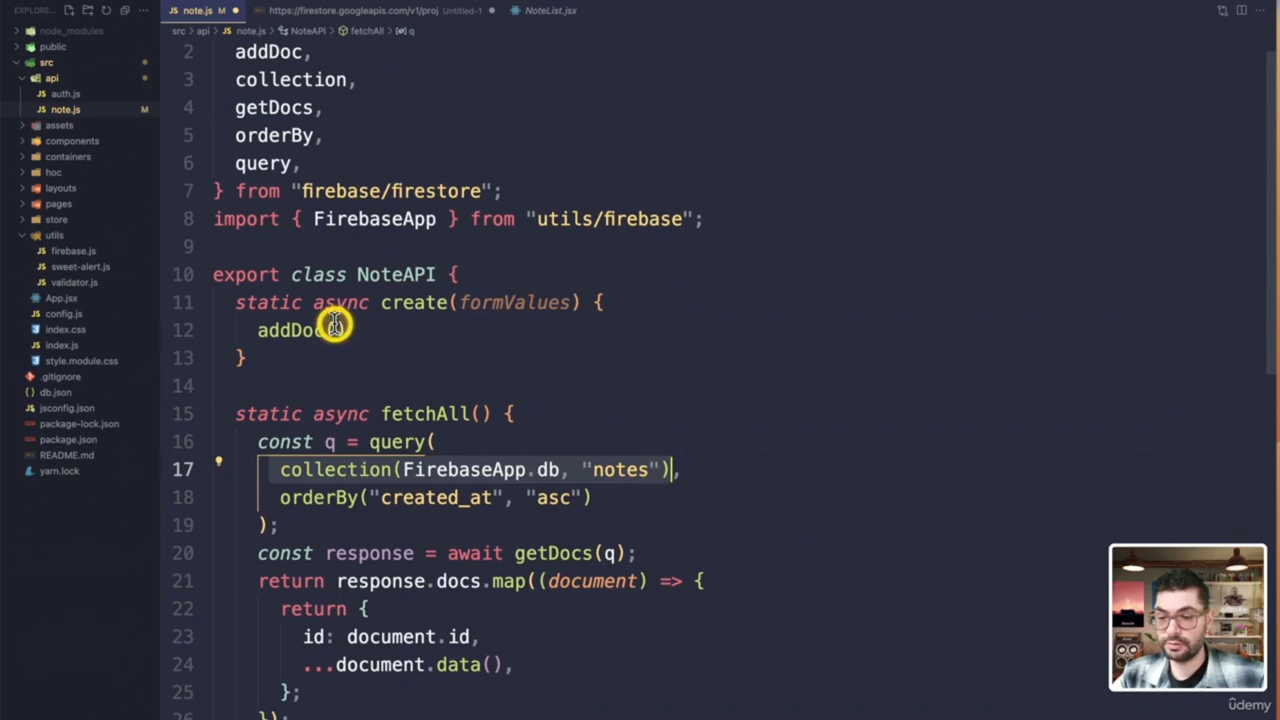 EXPLORE...
node_modules
public
src
api
auth.js
note.js M
assets
components
containers
hoc
layouts
pages
store
utils
firebase.js
sweet-alert.js
validator.js
App.jsx
config.js
index.css
index.js
style.module.css
.gitignore
db.json
jsconfig.json
package-lock.json
package.json
README.md
yarn.lock
JS note.js M https://firestore.googleapis.com/v1/proj Untitled-1 NoteList.jsx
src > api > JS note.js > NoteAPI > fetchAll > q
2 addDoc,
3 collection,
4 getDocs,
5 orderBy,
6 query,
7 } from "firebase/firestore";
8 import { FirebaseApp } from "utils/firebase";
9
10 export class NoteAPI {
11 static async create(formValues) {
12 addDoc
13 }
14
15 static async fetchAll() {
16 const q = query(
17 collection(FirebaseApp.db, "notes"),
18 orderBy("created_at", "asc")
19 );
20 const response = await getDocs(q);
21 return response.docs.map((document) => {
22 return {
23 id: document.id,
24 ...document.data(),
25 };
26 });
ûdemy